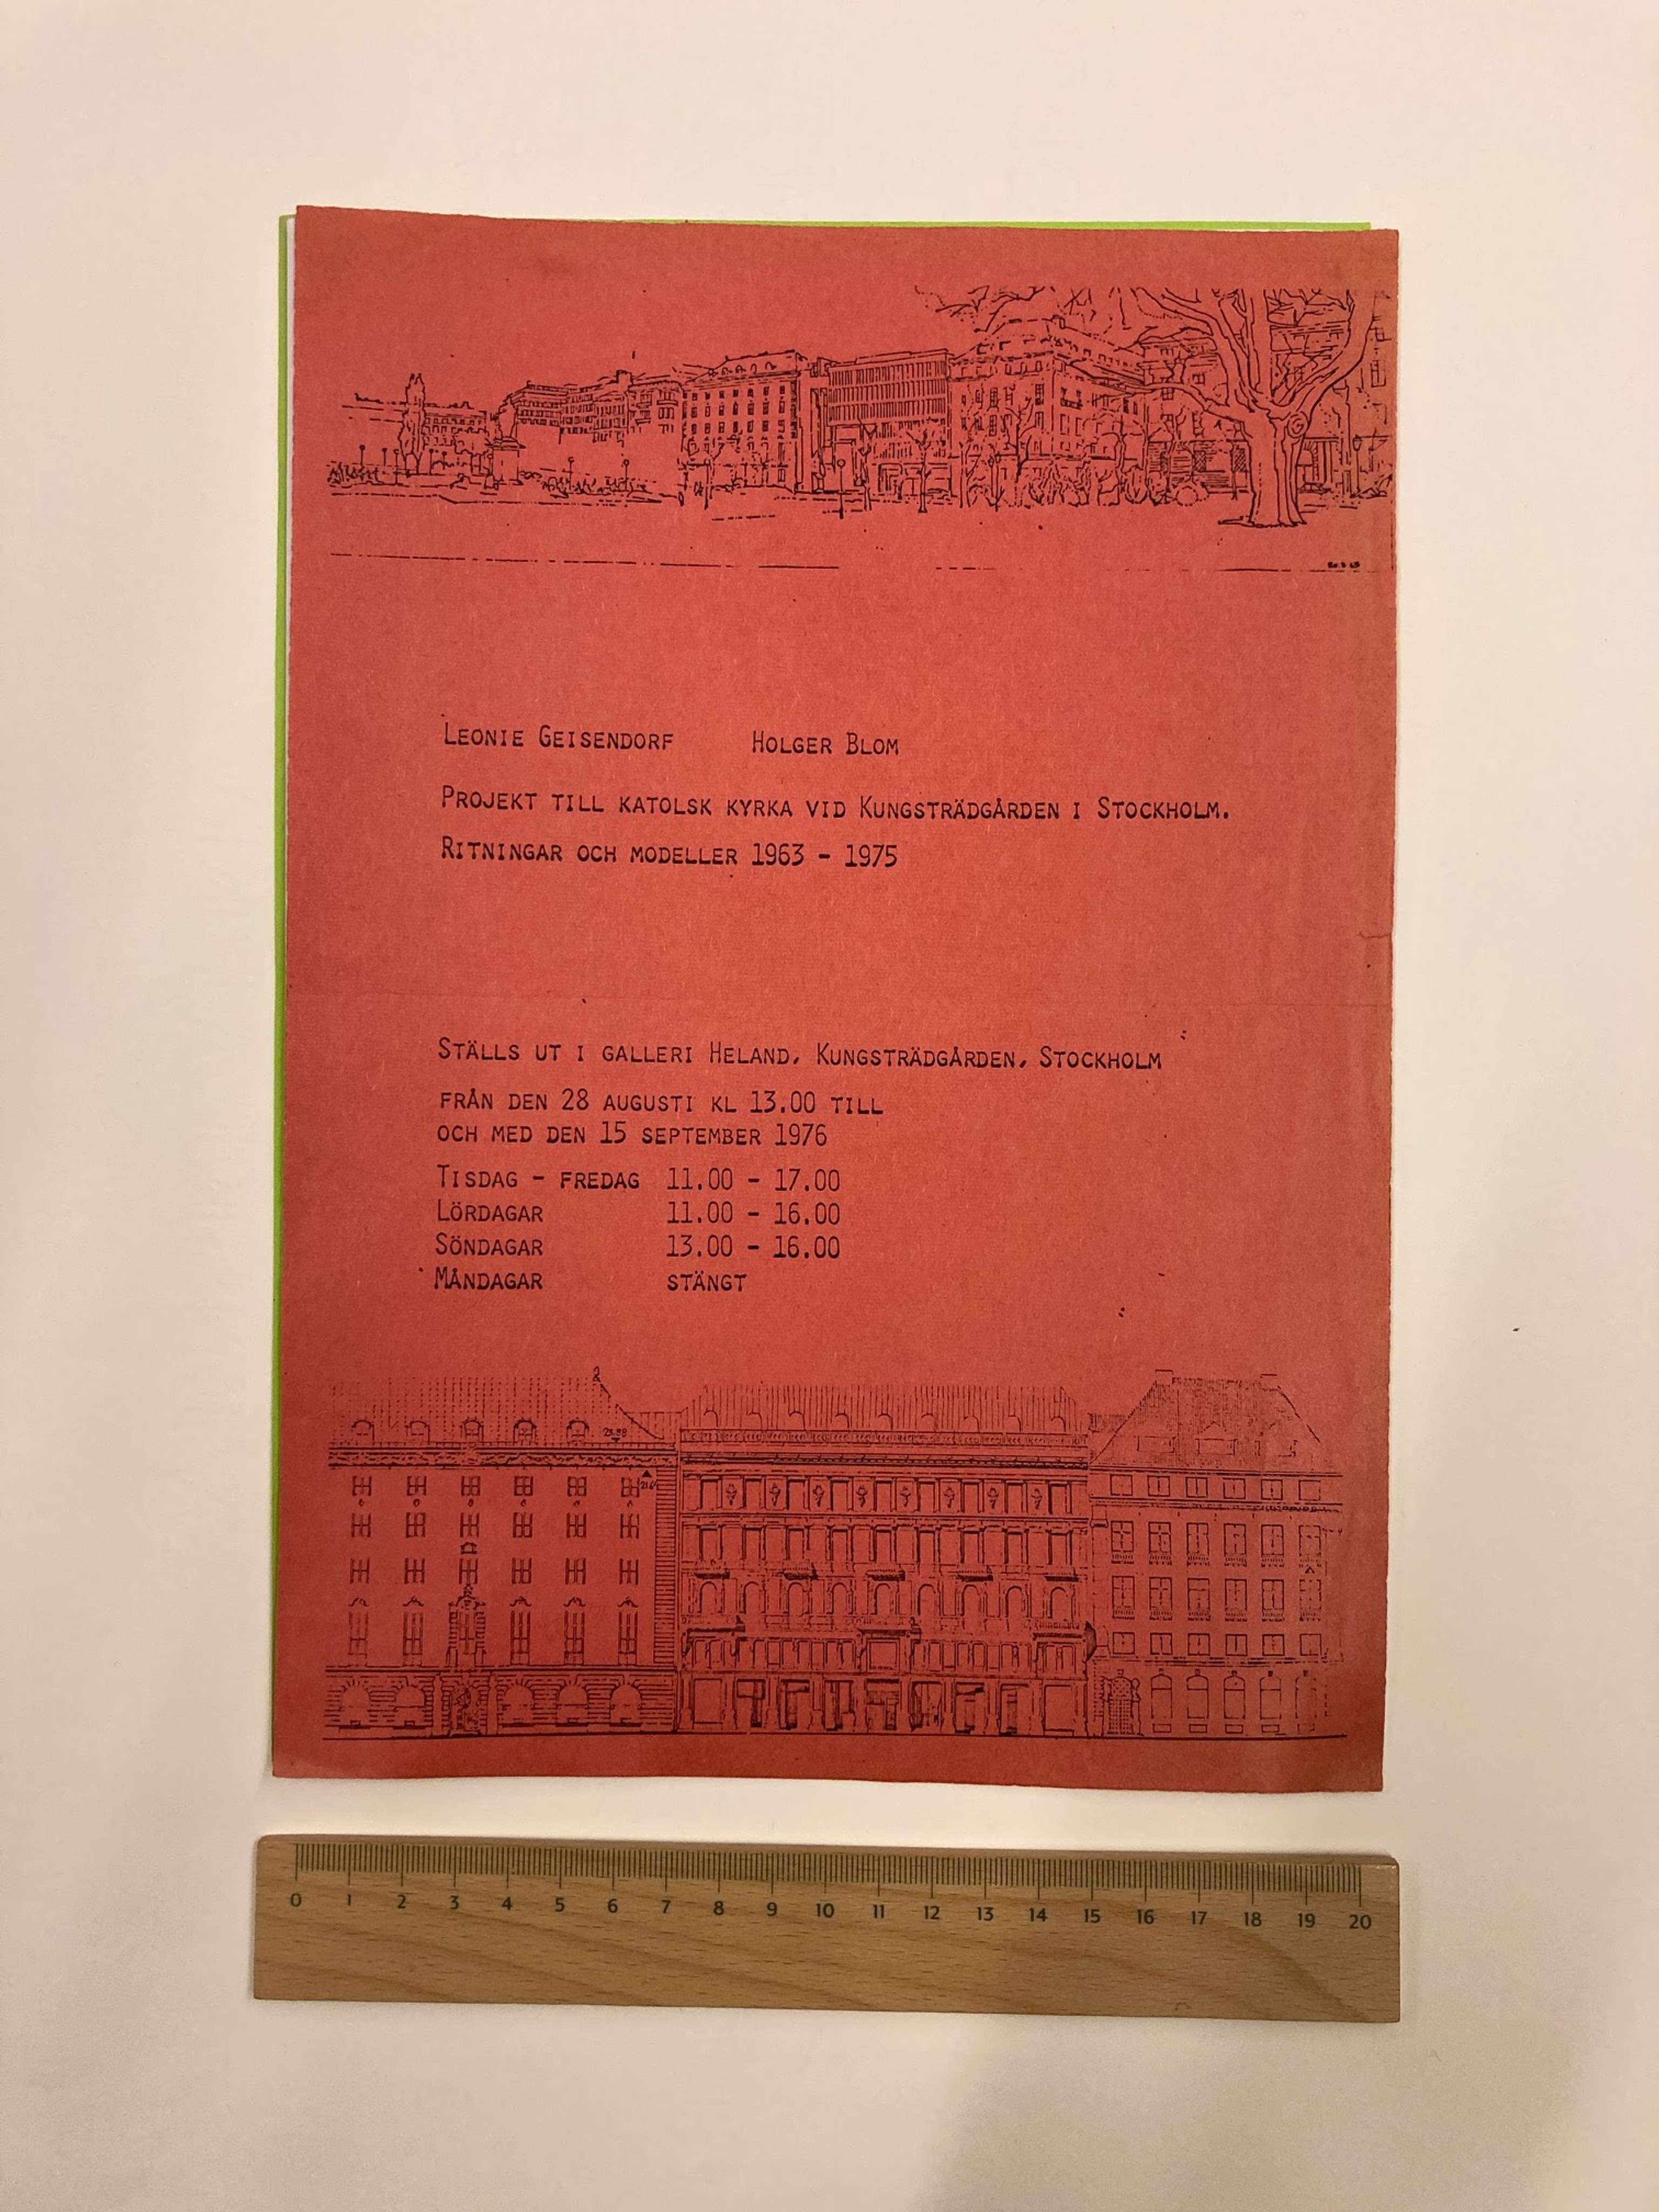 LEONIE GEISENDORF HOLGER BLOM
PROJEKT TILL KATOLSK KYRKA VID KUNGSTRÄDGÅRDEN I STOCKHOLM.
RITNINGAR OCH MODELLER 1963 - 1975
STÄLLS UT I GALLERI HELAND, KUNGSTRÄDGÅRDEN, STOCKHOLM
FRÅN DEN 28 AUGUSTI KL 13.00 TILL
OCH MED DEN 15 SEPTEMBER 1976
TISDAG - FREDAG 11.00 - 17.00
LÖRDAGAR 11.00 - 16.00
SÖNDAGAR 13.00 - 16.00
MÅNDAGAR STÄNGT
0 1 2 3 4 5 6 7 8 9 10 11 12 13 14 15 16 17 18 19 20